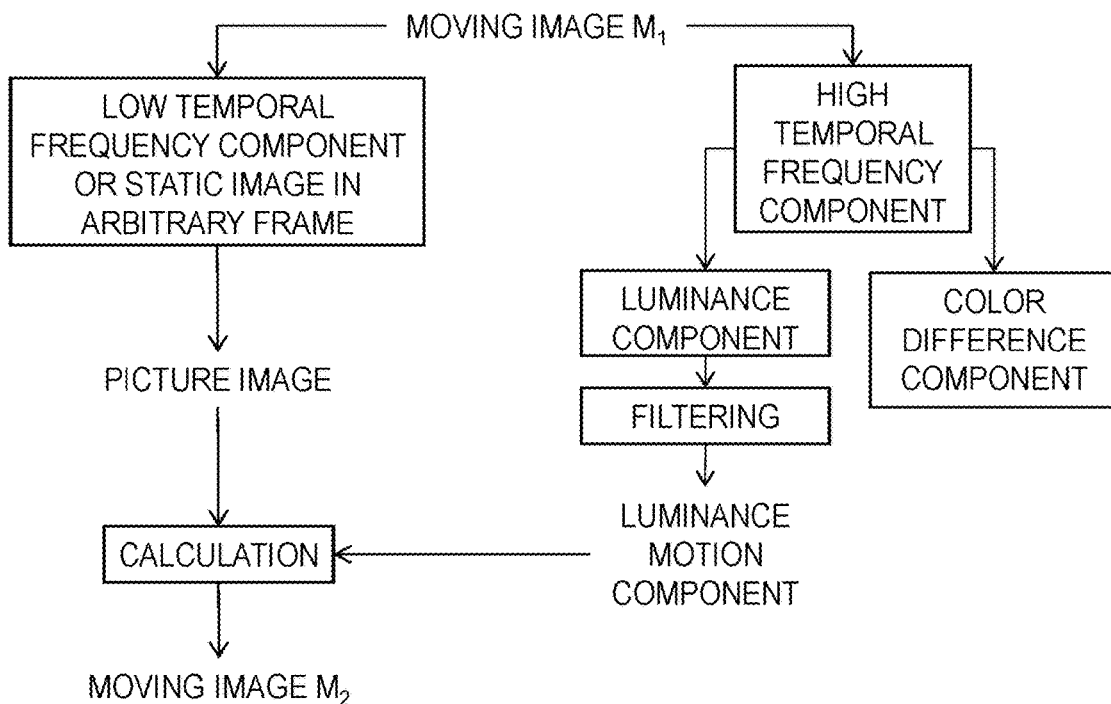 MOVING IMAGE M₁
LOW TEMPORAL
FREQUENCY COMPONENT
OR STATIC IMAGE IN
ARBITRARY FRAME
HIGH
TEMPORAL
FREQUENCY
COMPONENT
LUMINANCE
COMPONENT
COLOR
DIFFERENCE
COMPONENT
PICTURE IMAGE
FILTERING
CALCULATION
LUMINANCE
MOTION
COMPONENT
MOVING IMAGE M₂